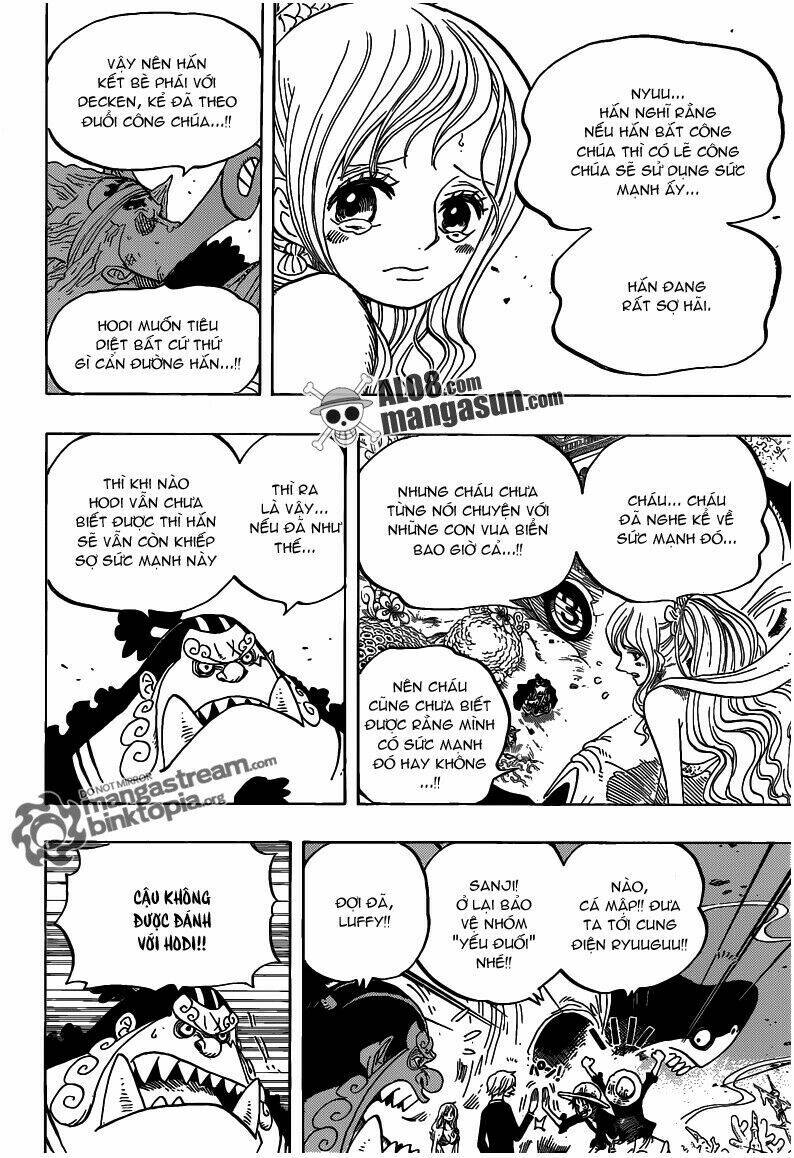 NYUU...
HẮN NGHĨ RẰNG
NẾU HẮN BẮT CÔNG
CHÚA THÌ CÓ LẼ CÔNG
CHÚA SẼ SỬ DỤNG SỨC
MẠNH ẤY...
HẮN ĐANG
RẤT SỢ HÃI.
VẬY NÊN HẮN
KẾT BÈ PHÁI VỚI
DECKEN, KẺ ĐÃ THEO
ĐUỔI CÔNG CHÚA...!!
HODI MUỐN TIÊU
DIỆT BẤT CỨ THỨ
GÌ CẢN ĐƯỜNG HẮN...!!
ALO8.com
mangasun.com
CHÁU... CHÁU
ĐÃ NGHE KỂ VỀ
SỨC MẠNH ĐÓ...
NHƯNG CHÁU CHƯA
TỪNG NÓI CHUYỆN VỚI
NHỮNG CON VUA BIỂN
BAO GIỜ CẢ...!!
NÊN CHÁU
CŨNG CHƯA BIẾT
ĐƯỢC RẰNG MÌNH
CÓ SỨC MẠNH
ĐÓ HAY KHÔNG
...!!
THÌ RA
LÀ VẬY...
NẾU ĐÃ NHƯ
THẾ...
THÌ KHI NÀO
HODI VẪN CHƯA
BIẾT ĐƯỢC THÌ HẮN
SẼ VẪN CÒN KHIẾP
SỢ SỨC MẠNH NÀY
DO NOT MIRROR
mangastream.com
binktopia.org
NÀO,
CÁ MẬP!! ĐƯA
TA TỚI CUNG
ĐIỆN RYUUGUU!!
SANJI!
Ở LẠI BẢO
VỆ NHÓM
"YẾU ĐUỐI"
NHÉ!!
ĐỢI ĐÃ,
LUFFY!!
CẬU KHÔNG
ĐƯỢC ĐÁNH
VỚI HODI!!